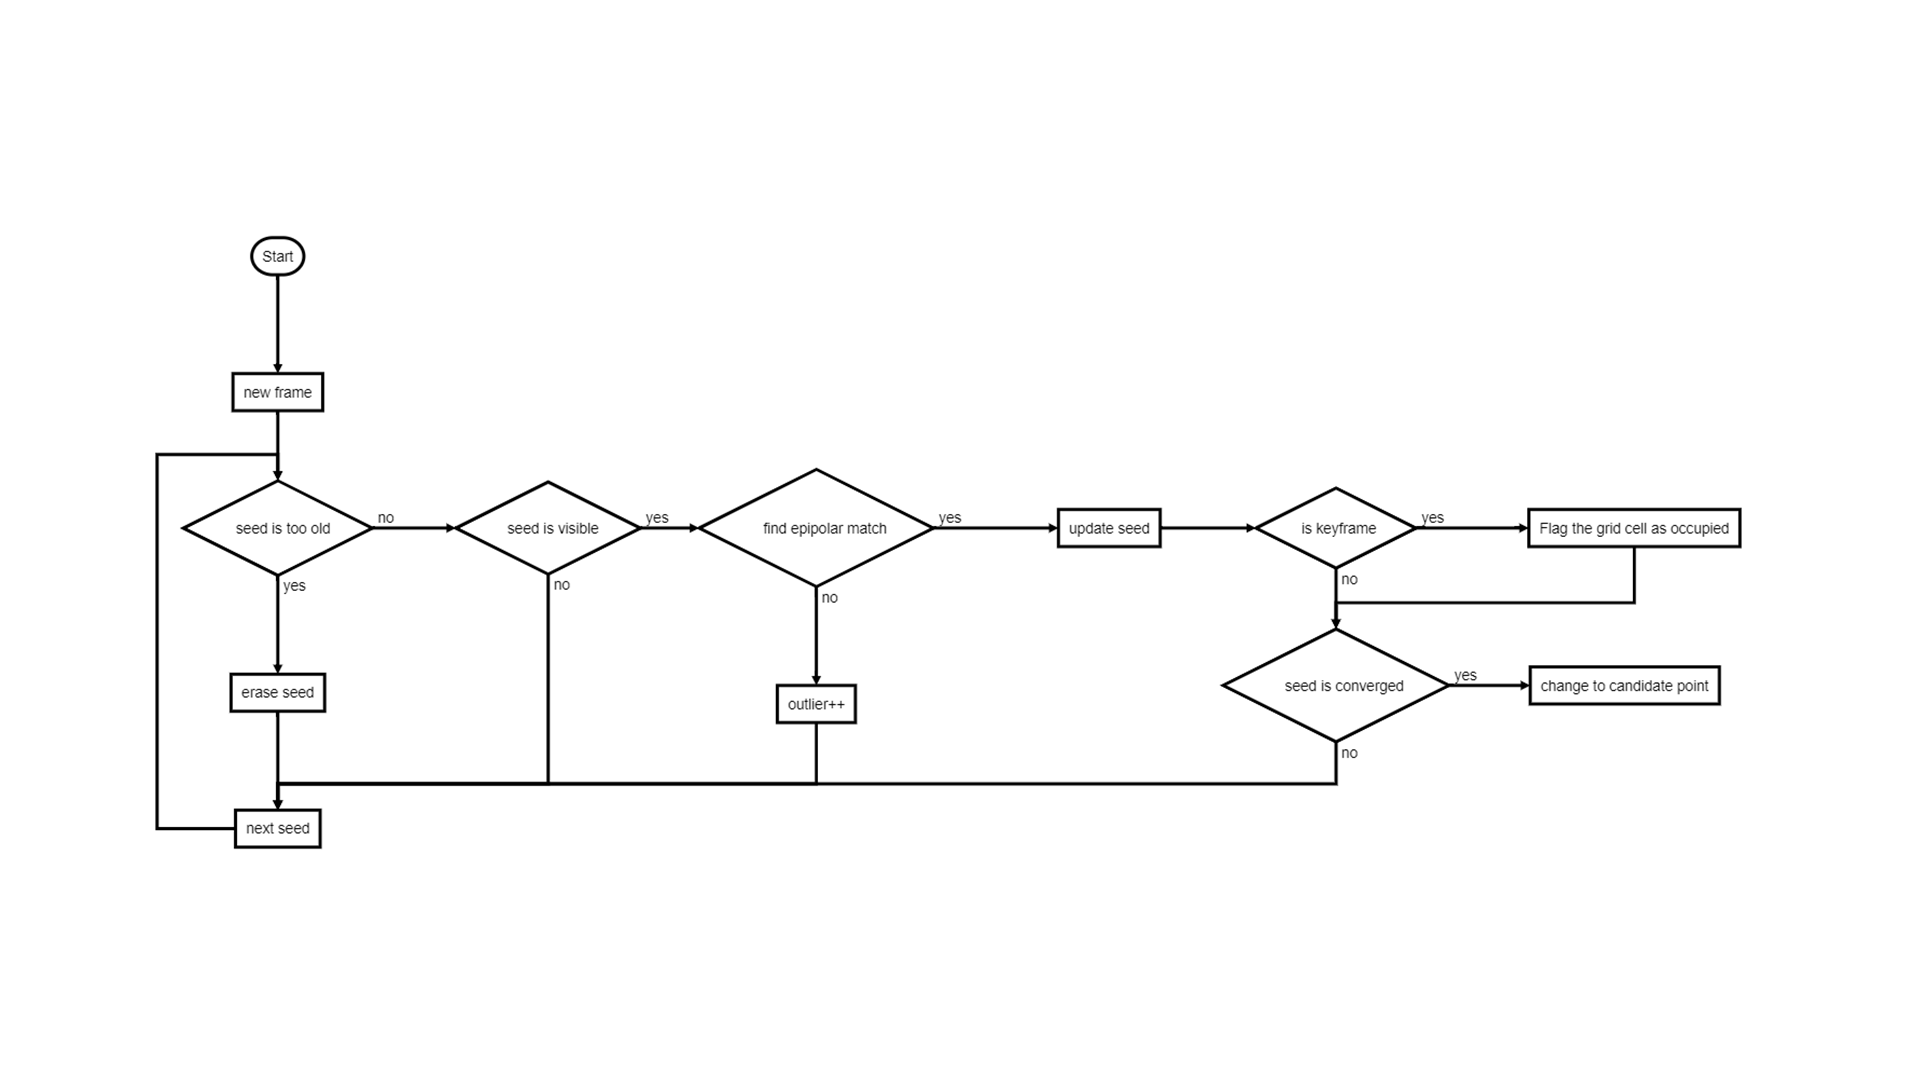 Start
new frame
seed is too old
no
seed is visible
yes
find epipolar match
yes
update seed
is keyframe
yes
Flag the grid cell as occupied
yes
no
no
no
erase seed
outlier++
seed is converged
yes
change to candidate point
no
next seed